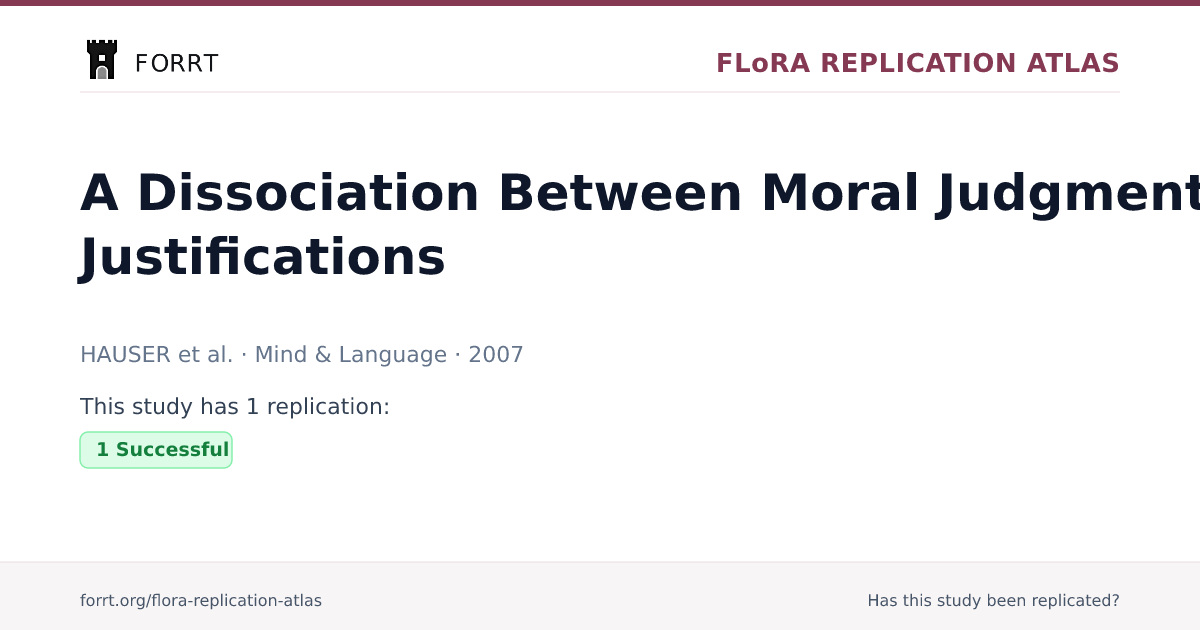 FORRT
FLoRA REPLICATION ATLAS
A Dissociation Between Moral Judgment
Justifications
HAUSER et al. · Mind & Language · 2007
This study has 1 replication:
1 Successful
forrt.org/flora-replication-atlas
Has this study been replicated?